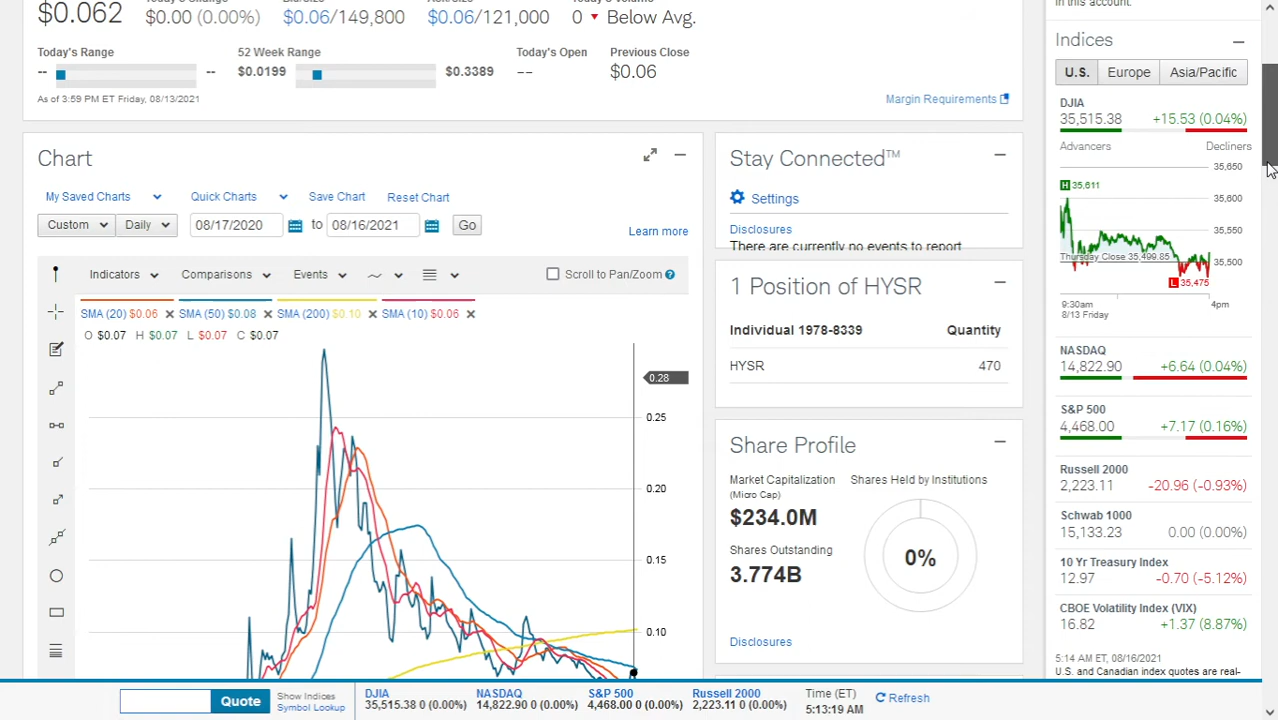 in this account.
$0.062
$0.00 (0.00%)
$0.06/149,800
$0.06/121,000
0 Below Avg.
Today's Range
52 Week Range
Today's Open
Previous Close
--
--
$0.0199
$0.3389
--
$0.06
As of 3:59 PM ET Friday, 08/13/2021
Margin Requirements
Chart
My Saved Charts
Quick Charts
Save Chart
Reset Chart
Custom
Daily
08/17/2020
to
08/16/2021
Go
Learn more
Indicators
Comparisons
Events
Scroll to Pan/Zoom
SMA (20) $0.06
SMA (50) $0.08
SMA (200) $0.10
SMA (10) $0.06
O $0.07 H $0.07 L $0.07 C $0.07
0.28
0.25
0.20
0.15
0.10
Stay Connected™
Settings
Disclosures
There are currently no events to report
1 Position of HYSR
Individual 1978-8339
Quantity
HYSR
470
Share Profile
Market Capitalization
(Micro Cap)
$234.0M
Shares Outstanding
3.774B
Shares Held by Institutions
0%
Disclosures
Indices
U.S.
Europe
Asia/Pacific
DJIA
35,515.38
+15.53 (0.04%)
Advancers
Decliners
35,650
H 35,611
35,600
35,550
Thursday Close 35,499.85
35,500
L 35,475
9:30am
4pm
8/13 Friday
NASDAQ
14,822.90
+6.64 (0.04%)
S&P 500
4,468.00
+7.17 (0.16%)
Russell 2000
2,223.11
-20.96 (-0.93%)
Schwab 1000
15,133.23
0.00 (0.00%)
10 Yr Treasury Index
12.97
-0.70 (-5.12%)
CBOE Volatility Index (VIX)
16.82
+1.37 (8.87%)
5:14 AM ET, 08/16/2021
U.S. and Canadian index quotes are real-
Quote
Show Indices
Symbol Lookup
DJIA
35,515.38 0 (0.00%)
NASDAQ
14,822.90 0 (0.00%)
S&P 500
4,468.00 0 (0.00%)
Russell 2000
2,223.11 0 (0.00%)
Time (ET)
5:13:19 AM
Refresh